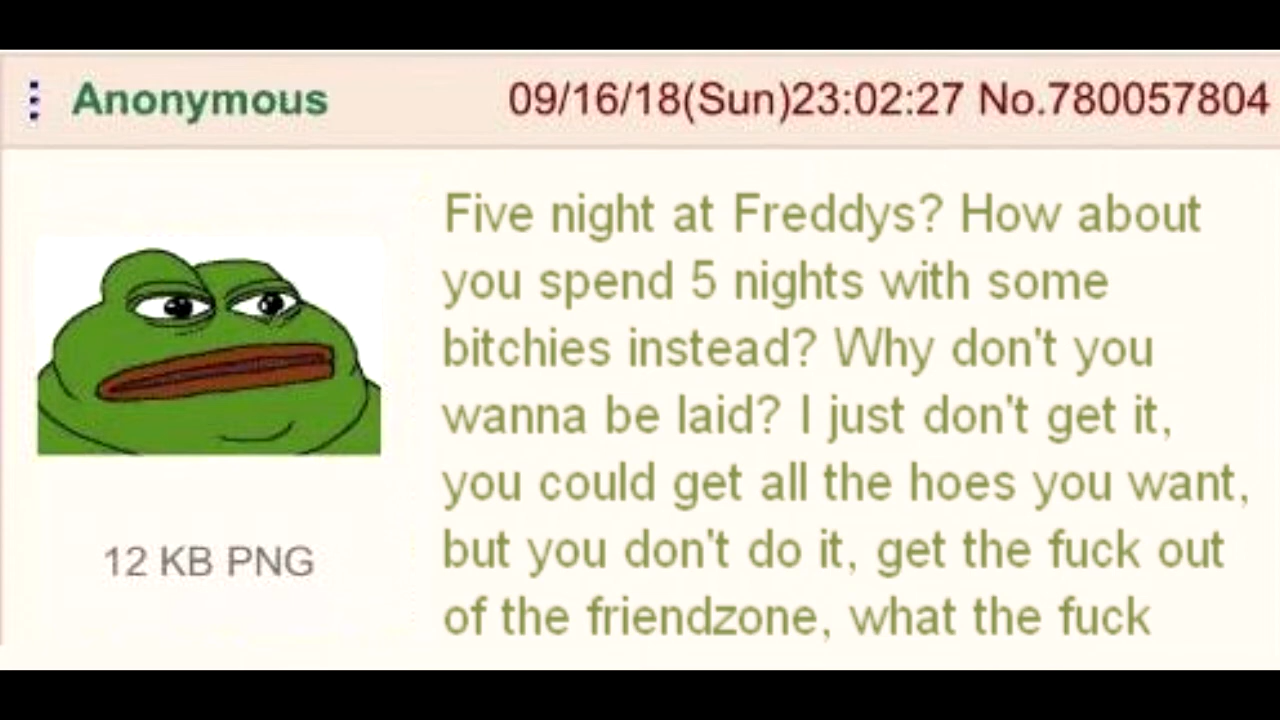 Anonymous 09/16/18(Sun)23:02:27 No.780057804
Five night at Freddys? How about
you spend 5 nights with some
bitchies instead? Why don't you
wanna be laid? I just don't get it,
you could get all the hoes you want,
but you don't do it, get the fuck out
of the friendzone, what the fuck
12 KB PNG